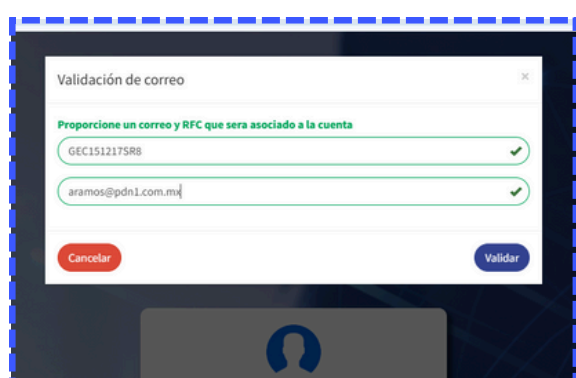 Validación de correo
×
Proporcione un correo y RFC que sera asociado a la cuenta
GEC151217SR8
aramos@pdn1.com.mx
Cancelar
Validar